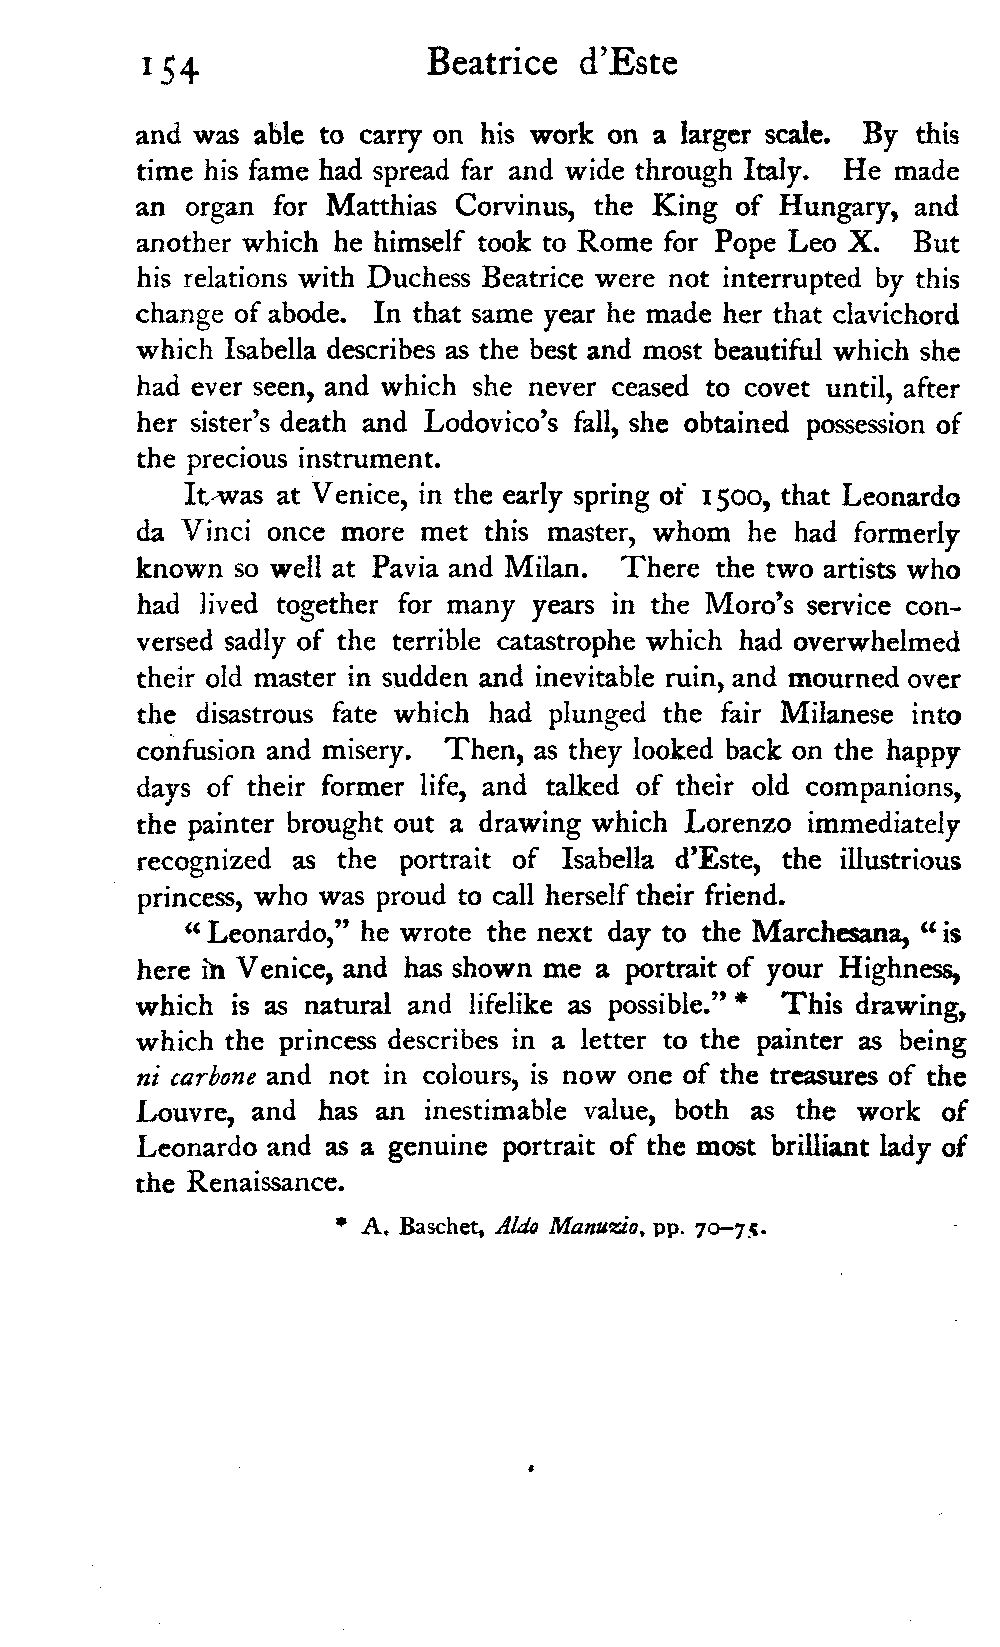 154 Beatrice d'Este
and was able to carry on his work on a larger scale. By this
time his fame had spread far and wide through Italy. He made
an organ for Matthias Corvinus, the King of Hungary, and
another which he himself took to Rome for Pope Leo X. But
his relations with Duchess Beatrice were not interrupted by this
change of abode. In that same year he made her that clavichord
which Isabella describes as the best and most beautiful which she
had ever seen, and which she never ceased to covet until, after
her sister's death and Lodovico's fall, she obtained possession of
the precious instrument.
It was at Venice, in the early spring of 1500, that Leonardo
da Vinci once more met this master, whom he had formerly
known so well at Pavia and Milan. There the two artists who
had lived together for many years in the Moro's service con-
versed sadly of the terrible catastrophe which had overwhelmed
their old master in sudden and inevitable ruin, and mourned over
the disastrous fate which had plunged the fair Milanese into
confusion and misery. Then, as they looked back on the happy
days of their former life, and talked of their old companions,
the painter brought out a drawing which Lorenzo immediately
recognized as the portrait of Isabella d'Este, the illustrious
princess, who was proud to call herself their friend.
"Leonardo," he wrote the next day to the Marchesana, "is
here in Venice, and has shown me a portrait of your Highness,
which is as natural and lifelike as possible." * This drawing,
which the princess describes in a letter to the painter as being
ni carbone and not in colours, is now one of the treasures of the
Louvre, and has an inestimable value, both as the work of
Leonardo and as a genuine portrait of the most brilliant lady of
the Renaissance.
* A. Baschet, Aldo Manuzio, pp. 70–75.